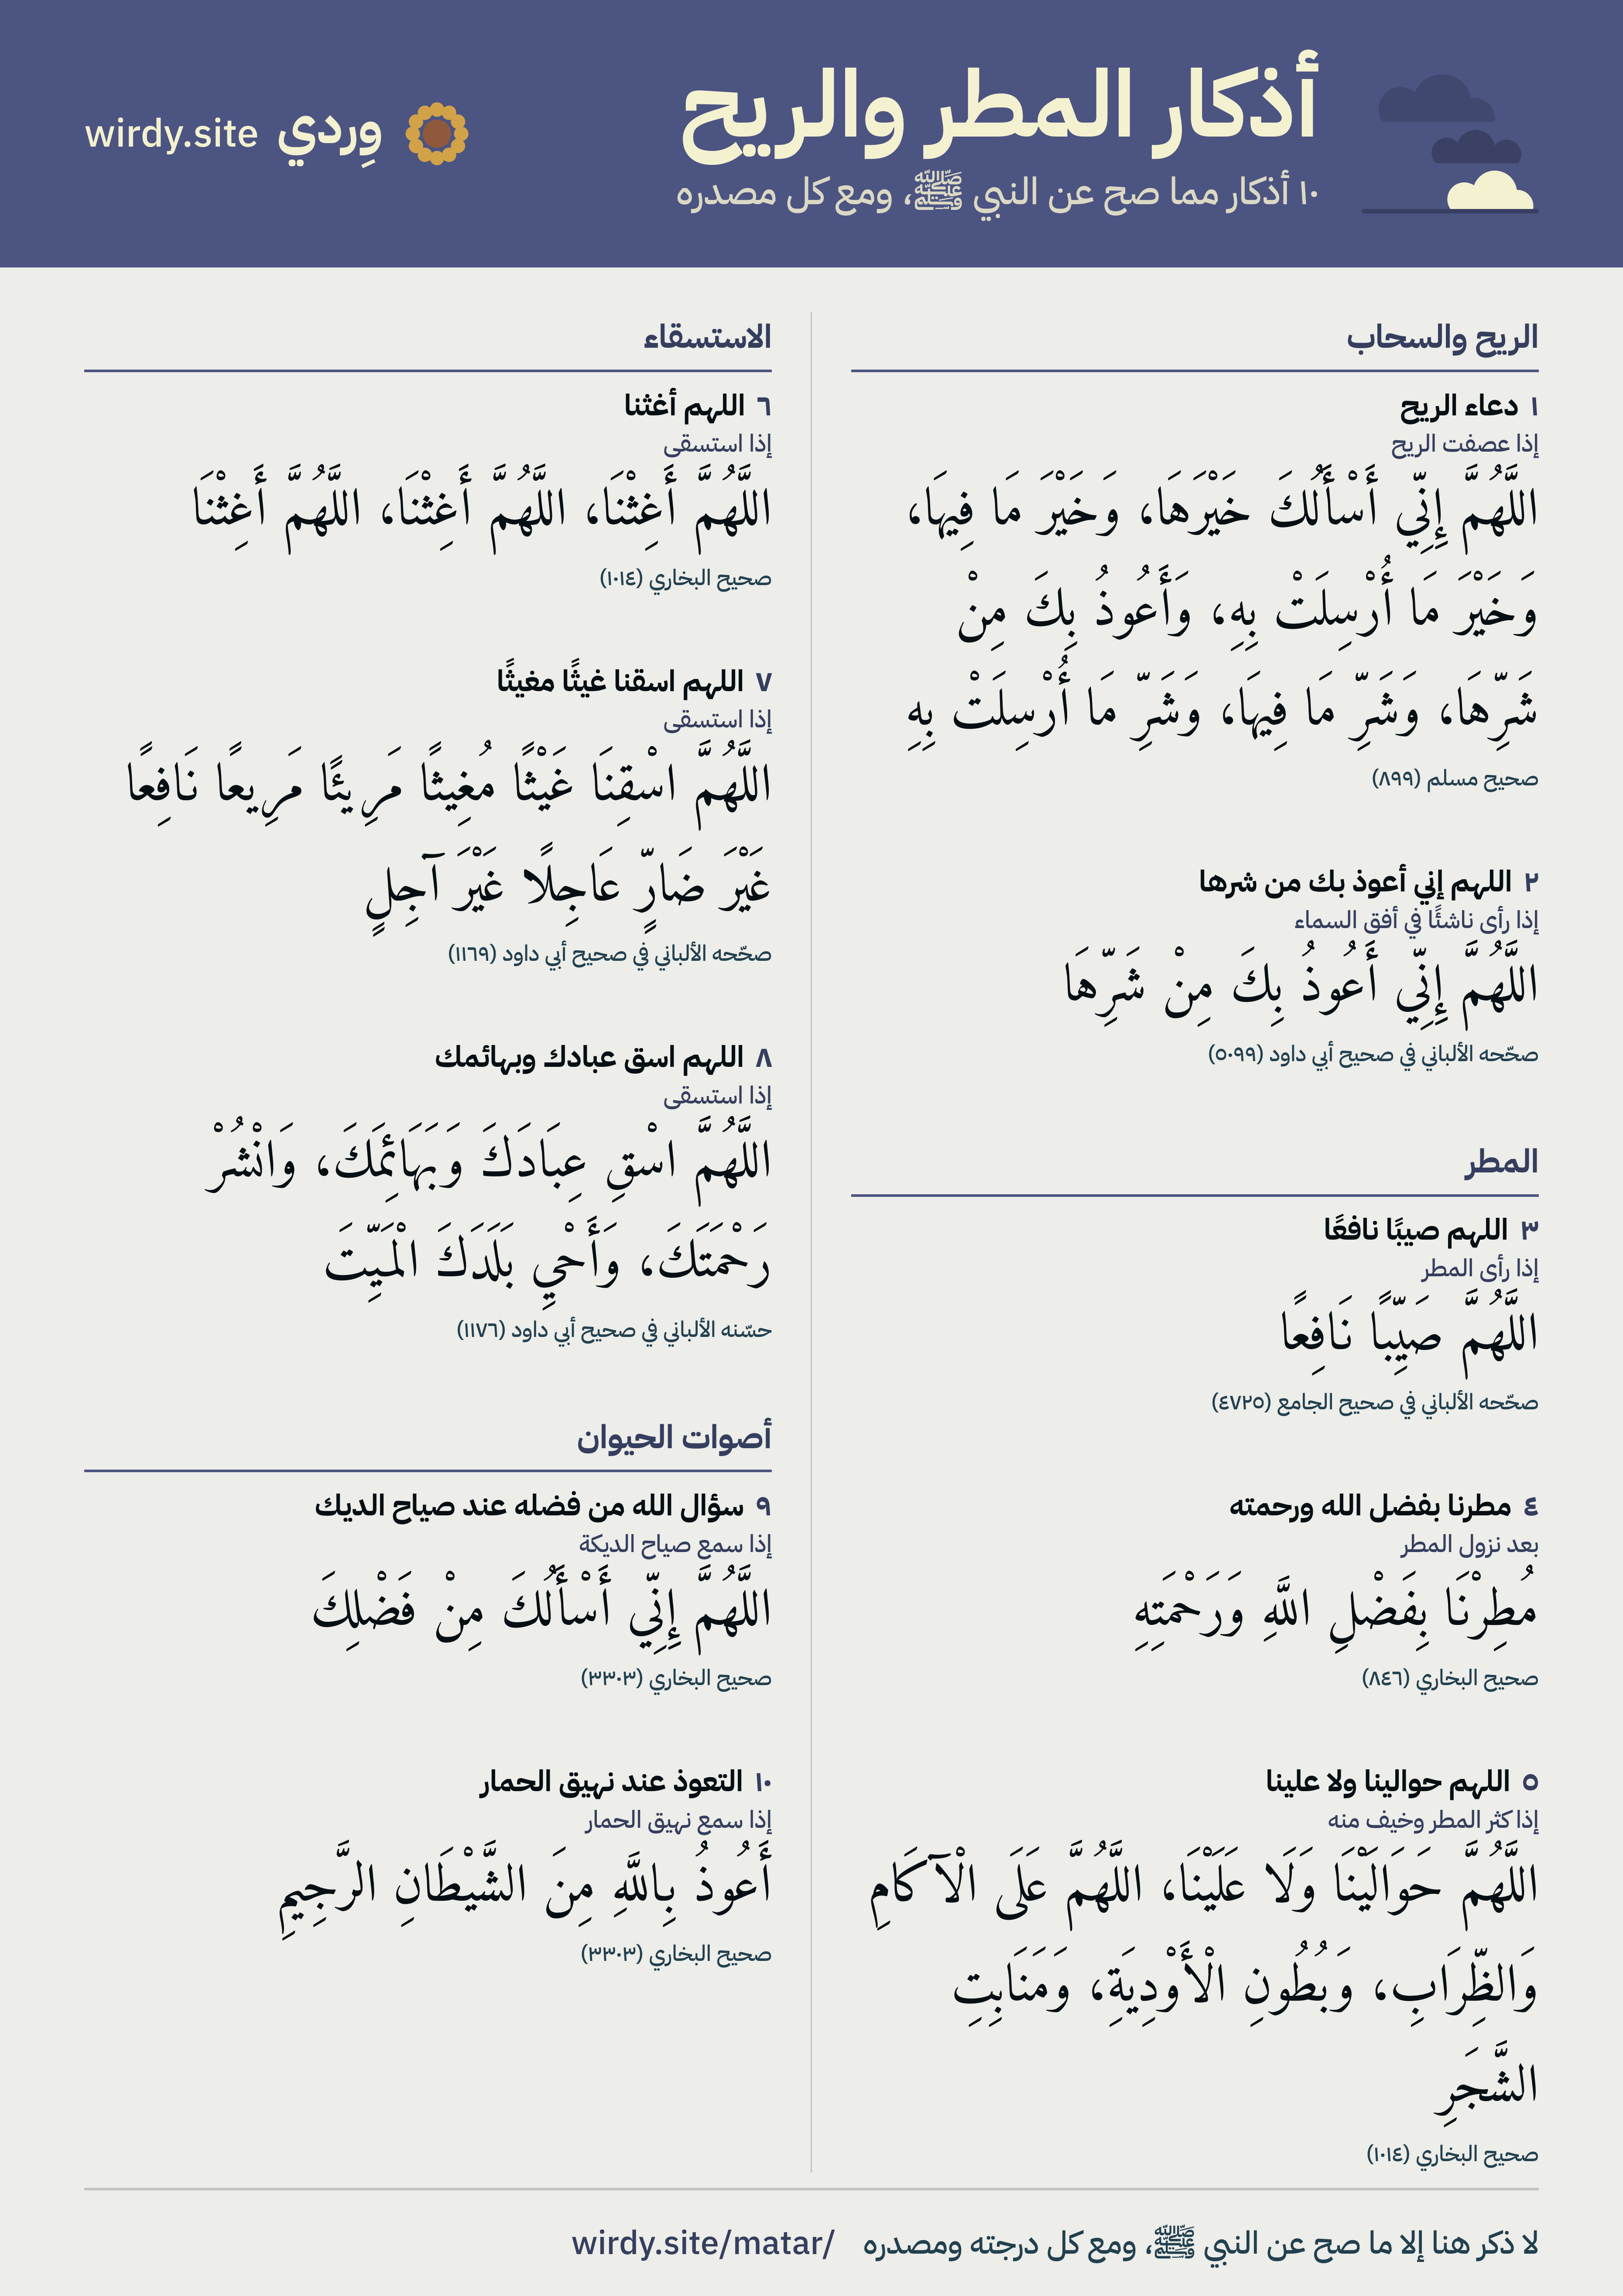 أذكار المطر والريح
١٠ أذكار مما صح عن النبي ﷺ، ومع كل مصدره
وِردي wirdy.site
الريح والسحاب
١ دعاء الريح
إذا عصفت الريح
اللَّهُمَّ إِنِّي أَسْأَلُكَ خَيْرَهَا، وَخَيْرَ مَا فِيهَا،
وَخَيْرَ مَا أُرْسِلَتْ بِهِ، وَأَعُوذُ بِكَ مِنْ
شَرِّهَا، وَشَرِّ مَا فِيهَا، وَشَرِّ مَا أُرْسِلَتْ بِهِ
صحيح مسلم (٨٩٩)
٢ اللهم إني أعوذ بك من شرها
إذا رأى ناشئًا في أفق السماء
اللَّهُمَّ إِنِّي أَعُوذُ بِكَ مِنْ شَرِّهَا
صحّحه الألباني في صحيح أبي داود (٥٠٩٩)
المطر
٣ اللهم صيبًا نافعًا
إذا رأى المطر
اللَّهُمَّ صَيِّبًا نَافِعًا
صحّحه الألباني في صحيح الجامع (٤٧٢٥)
٤ مطرنا بفضل الله ورحمته
بعد نزول المطر
مُطِرْنَا بِفَضْلِ اللَّهِ وَرَحْمَتِهِ
صحيح البخاري (٨٤٦)
٥ اللهم حوالينا ولا علينا
إذا كثر المطر وخيف منه
اللَّهُمَّ حَوَالَيْنَا وَلَا عَلَيْنَا، اللَّهُمَّ عَلَى الْآكَامِ
وَالظِّرَابِ، وَبُطُونِ الْأَوْدِيَةِ، وَمَنَابِتِ
الشَّجَرِ
صحيح البخاري (١٠١٤)
الاستسقاء
٦ اللهم أغثنا
إذا استسقى
اللَّهُمَّ أَغِثْنَا، اللَّهُمَّ أَغِثْنَا، اللَّهُمَّ أَغِثْنَا
صحيح البخاري (١٠١٤)
٧ اللهم اسقنا غيثًا مغيثًا
إذا استسقى
اللَّهُمَّ اسْقِنَا غَيْثًا مُغِيثًا مَرِيئًا مَرِيعًا نَافِعًا
غَيْرَ ضَارٍّ عَاجِلًا غَيْرَ آجِلٍ
صحّحه الألباني في صحيح أبي داود (١١٦٩)
٨ اللهم اسق عبادك وبهائمك
إذا استسقى
اللَّهُمَّ اسْقِ عِبَادَكَ وَبَهَائِمَكَ، وَانْشُرْ
رَحْمَتَكَ، وَأَحْيِ بَلَدَكَ الْمَيِّتَ
حسّنه الألباني في صحيح أبي داود (١١٧٦)
أصوات الحيوان
٩ سؤال الله من فضله عند صياح الديك
إذا سمع صياح الديكة
اللَّهُمَّ إِنِّي أَسْأَلُكَ مِنْ فَضْلِكَ
صحيح البخاري (٣٣٠٣)
١٠ التعوذ عند نهيق الحمار
إذا سمع نهيق الحمار
أَعُوذُ بِاللَّهِ مِنَ الشَّيْطَانِ الرَّجِيمِ
صحيح البخاري (٣٣٠٣)
لا ذكر هنا إلا ما صح عن النبي ﷺ، ومع كل درجته ومصدره wirdy.site/matar/